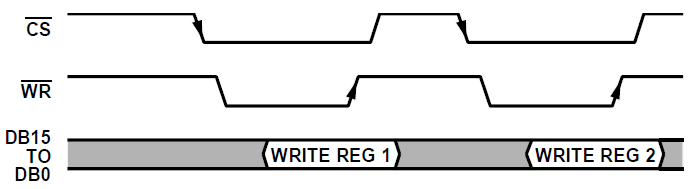 CS
WR
DB15
TO
DB0
WRITE REG 1
WRITE REG 2